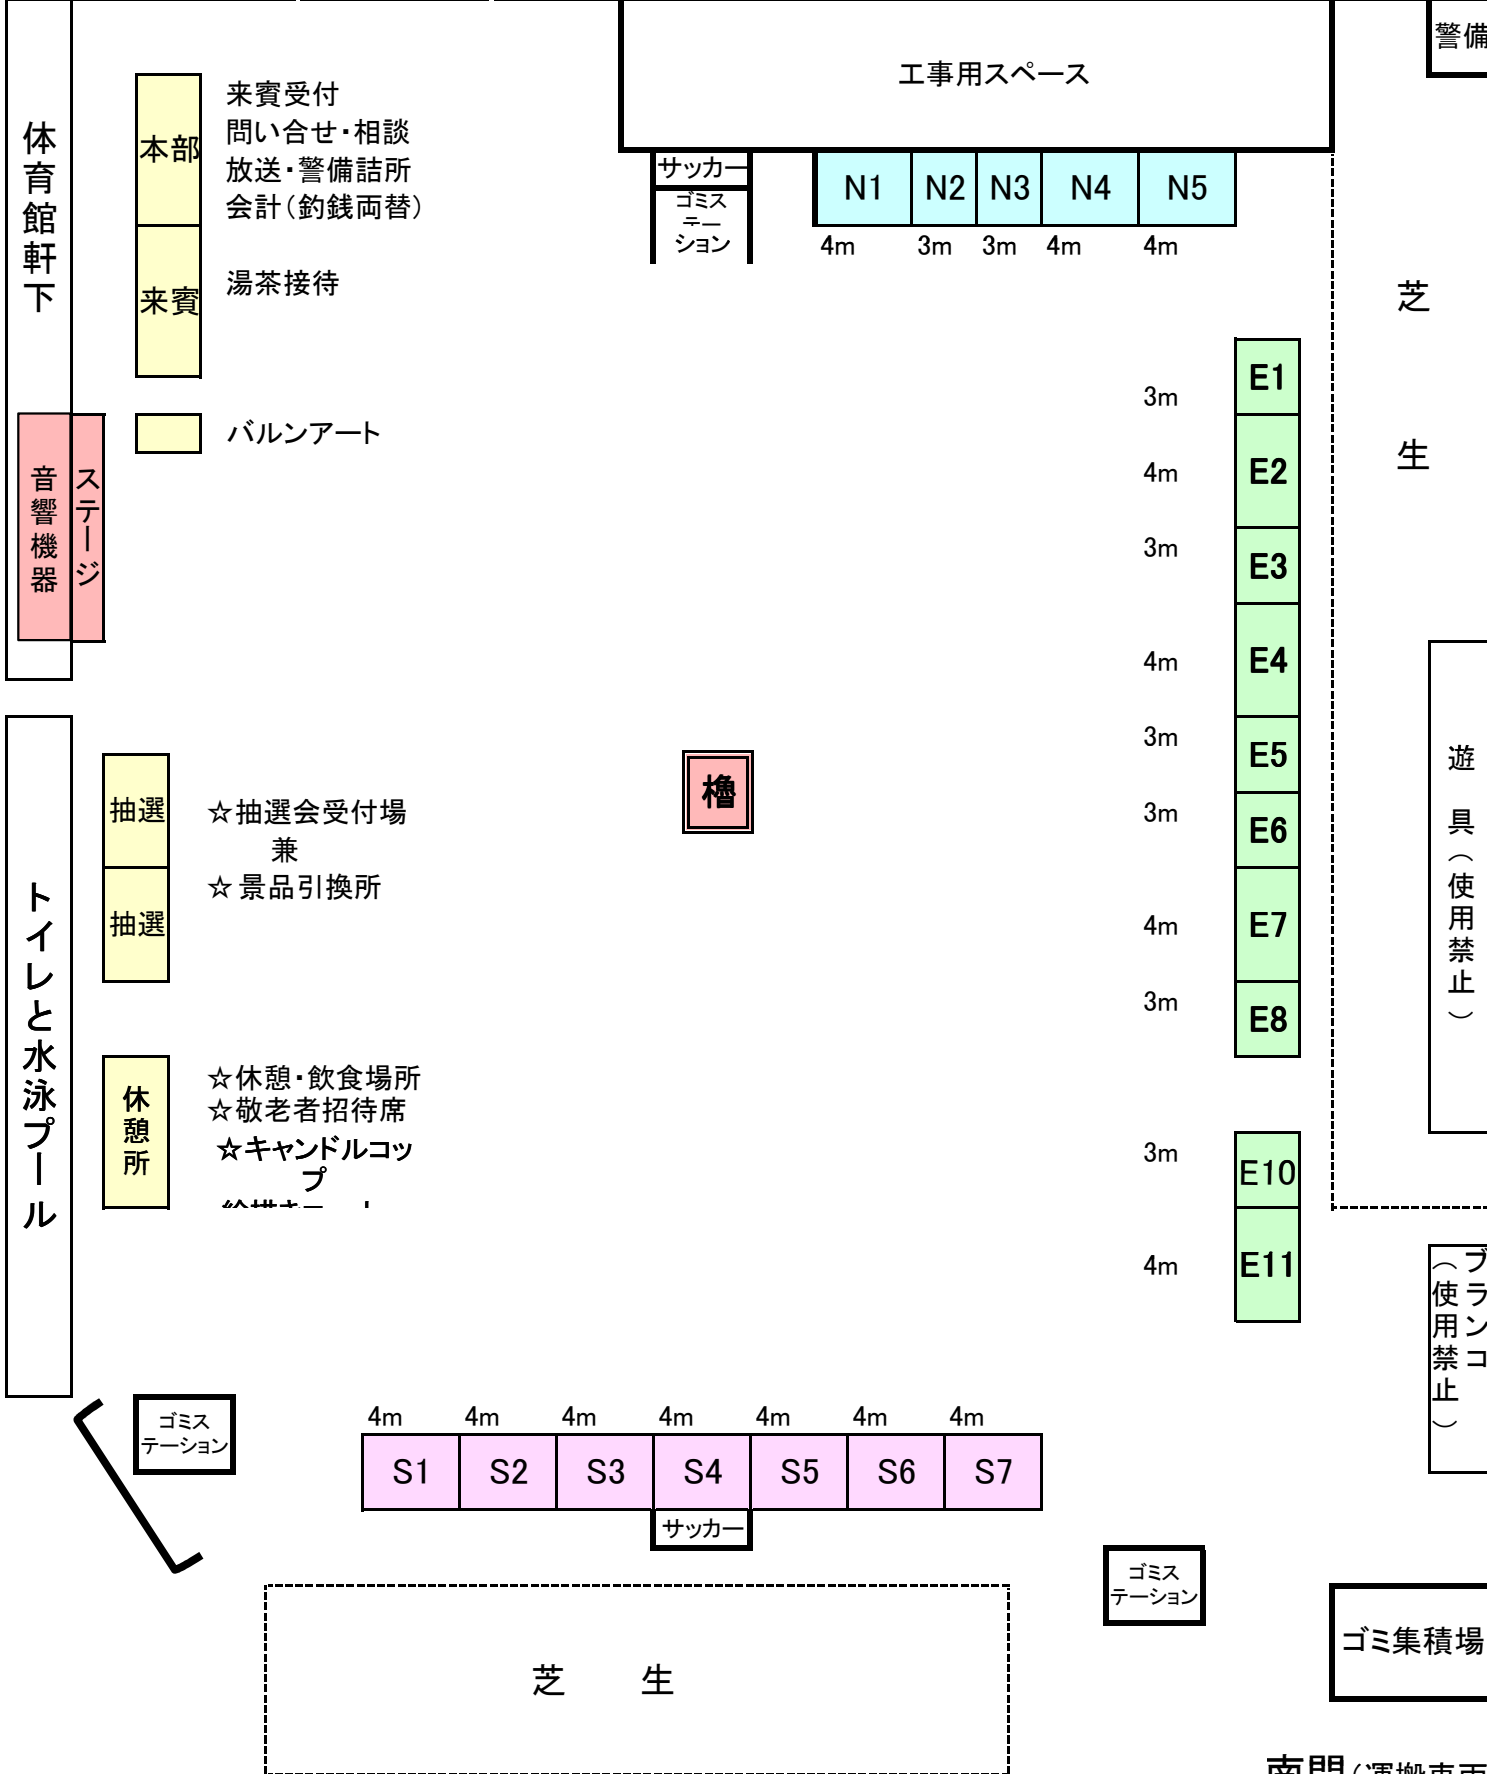 工事用スペース
警備
体育館軒下
本部
来賓受付
問い合せ・相談
放送・警備詰所
会計（釣銭両替）
サッカー
ゴミス
テー
ション
N1 N2 N3 N4 N5
4m 3m 3m 4m 4m
来賓
湯茶接待
芝
生
バルンアート
音響機器
ステージ
3m E1
4m E2
3m E3
4m E4
3m E5
3m E6
4m E7
3m E8
3m E10
4m E11
遊具（使用禁止）
櫓
トイレと水泳プール
抽選
抽選
☆抽選会受付場
兼
☆景品引換所
休憩所
☆休憩・飲食場所
☆敬老者招待席
☆キャンドルコッ
プ
ブランコ
（使用禁止）
ゴミス
テーション
4m 4m 4m 4m 4m 4m 4m
S1 S2 S3 S4 S5 S6 S7
サッカー
ゴミス
テーション
芝 生
ゴミ集積場
南門（運搬車両